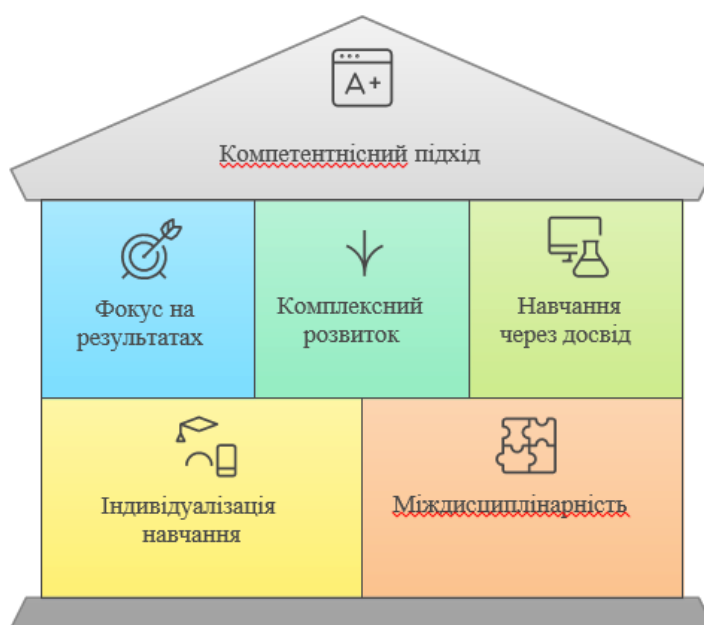 A+
Компетентнісний підхід
Фокус на
результатах
Комплексний
розвиток
Навчання
через досвід
Індивідуалізація
навчання
Міждисциплінарність